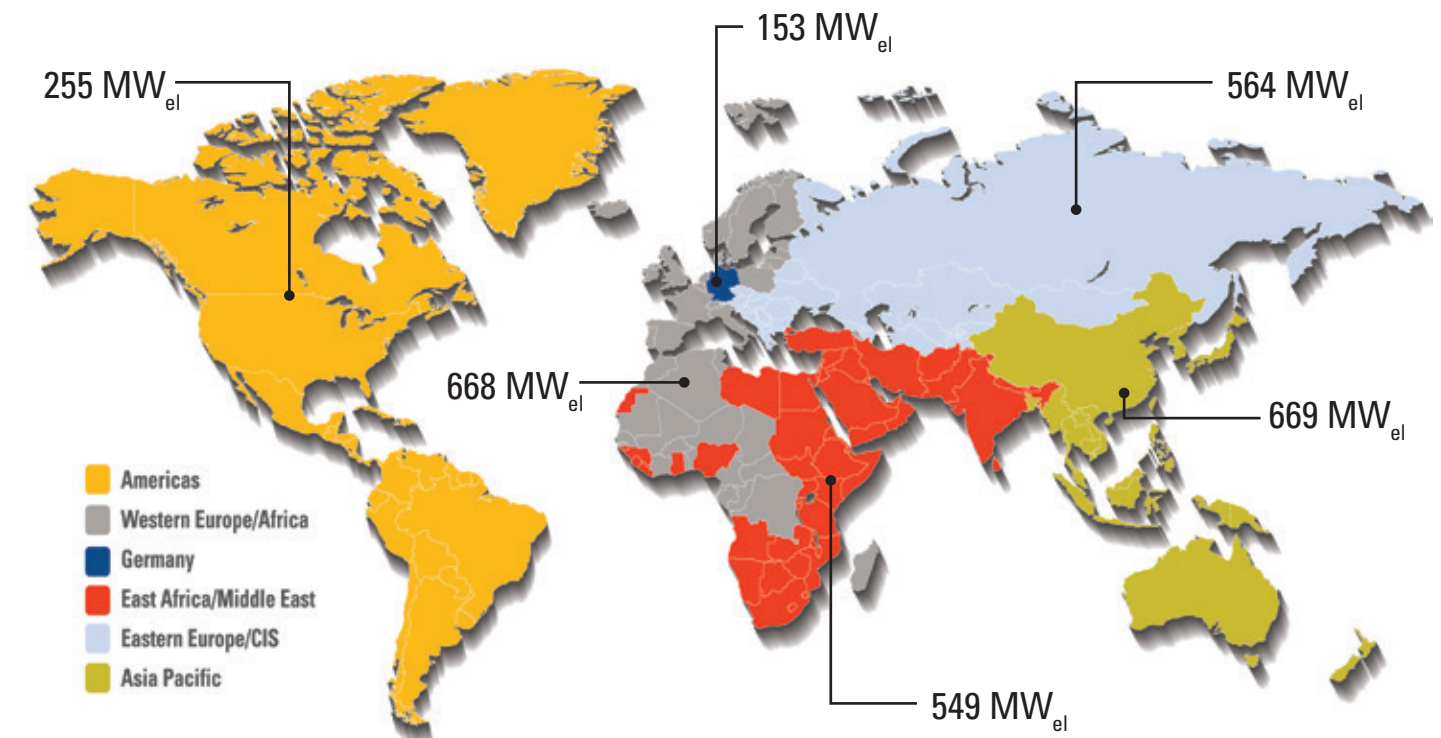 153 MWel
255 MWel
564 MWel
668 MWel
669 MWel
Americas
Western Europe/Africa
Germany
East Africa/Middle East
Eastern Europe/CIS
Asia Pacific
549 MWel